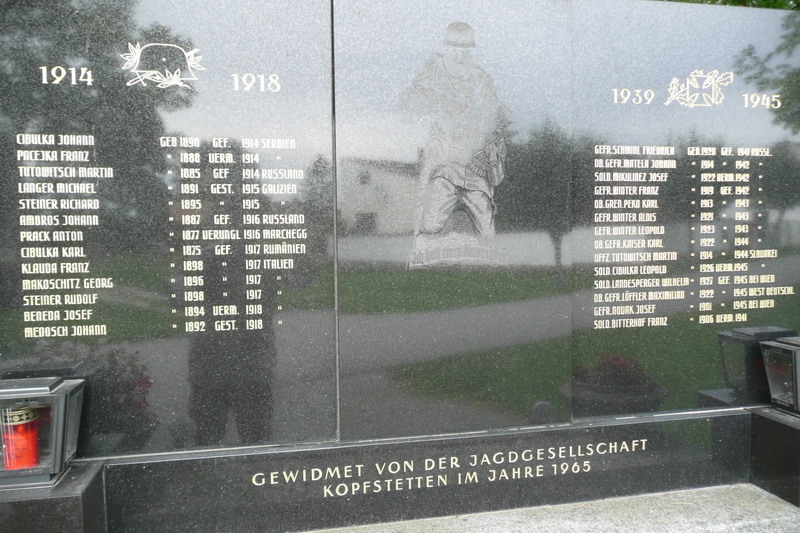 1914 1918
CIBULKA JOHANN GEB 1890 GEF. 1914 SERBIEN
PACEJKA FRANZ " 1888 VERM. 1914 "
TUTOWITSCH MARTIN " 1885 GEF 1914 RUSSLAND
LANGER MICHAEL " 1891 GEST. 1915 GALIZIEN
STEINER RICHARD " 1895 " 1915 "
AMBROS JOHANN " 1887 GEF. 1916 RUSSLAND
PRACK ANTON " 1877 VERUNGL 1916 MARCHEGG
CIBULKA KARL " 1875 GEF. 1917 RUMÄNIEN
KLAUDA FRANZ " 1898 " 1917 ITALIEN
MAKOSCHITZ GEORG " 1896 " 1917 "
STEINER RUDOLF " 1898 " 1917 "
BENEDA JOSEF " 1894 VERM. 1918 "
MEDOSCH JOHANN " 1892 GEST. 1918 "
1939 1945
GEFR. SCHMIDL FRIEDRICH GEB. 1920 GEF. 1941 RUSSL.
OB. GEFR. MATELA JOHANN " 1914 " 1942 "
SOLD. MIKULINEZ JOSEF " 1922 VERM. 1942 "
GEFR. WIBTER FRANZ " 1919 GEF. 1942 "
OB. GREN. PEKO KARL " 1913 " 1943 "
GEFR. WINTER ALOIS " 1921 " 1943 "
GEFR. WINTER LEOPOLD " 1923 " 1943 "
OB. GEFR. KAISER KARL " 1922 " 1944 "
UFFZ. TUTOWITSCH MARTIN " 1914 " 1944 SLOWAKEI
SOLD. CIBULKA LEOPOLD " 1926 VERM. 1945 "
SOLD. LANDESPERGER WILHELM " 1927 GEF. 1945 BEI WIEN
OB. GEFR. LÖFFLER MAXIMILIAN " 1922 " 1945 WEST DEUTSCHL.
GEFR. NOVAK JOSEF " 1901 " 1945 BEI WIEN
SOLD. BITTERHOF FRANZ " 1906 VERM. 1941
GEWIDMET VON DER JAGDGESELLSCHAFT
KOPFSTETTEN IM JAHRE 1965